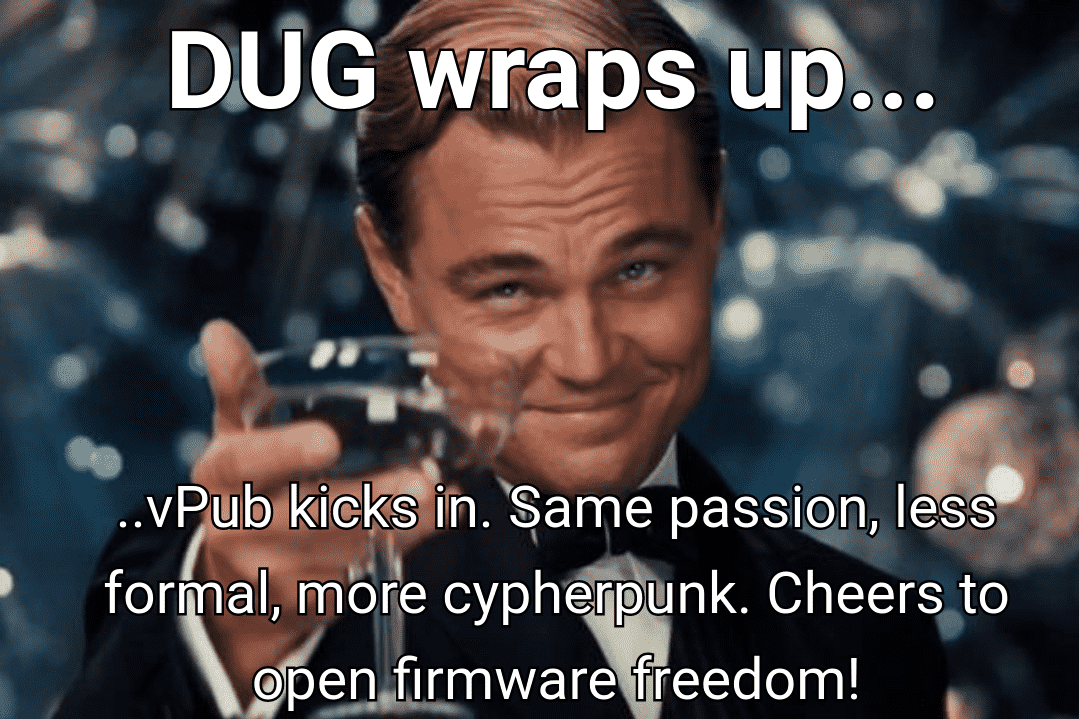 DUG wraps up...
..vPub kicks in. Same passion, less
formal, more cypherpunk. Cheers to
open firmware freedom!